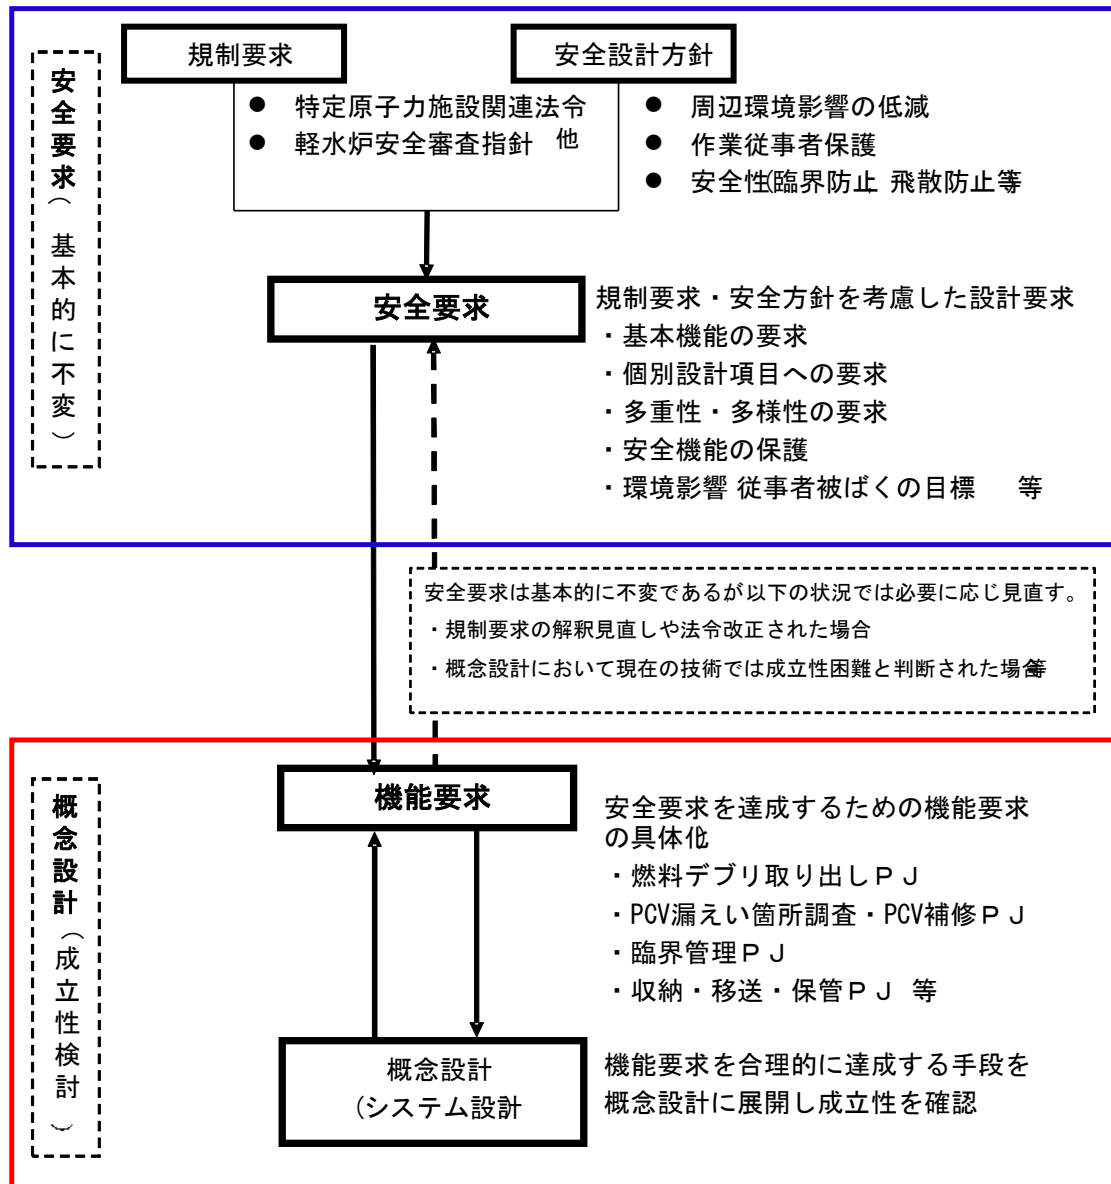 規制要求
安全設計方針
安全要求（基本的に不変）
● 特定原子力施設関連法令
● 軽水炉安全審査指針 他
● 周辺環境影響の低減
● 作業従事者保護
● 安全性(臨界防止 飛散防止等
安全要求
規制要求・安全方針を考慮した設計要求
・基本機能の要求
・個別設計項目への要求
・多重性・多様性の要求
・安全機能の保護
・環境影響 従事者被ばくの目標 等
安全要求は基本的に不変であるが以下の状況では必要に応じ見直す。
・規制要求の解釈見直しや法令改正された場合
・概念設計において現在の技術では成立性困難と判断された場合等
概念設計（成立性検討）
機能要求
安全要求を達成するための機能要求
の具体化
・燃料デブリ取り出しＰＪ
・PCV漏えい箇所調査・PCV補修ＰＪ
・臨界管理ＰＪ
・収納・移送・保管ＰＪ 等
概念設計
(システム設計
機能要求を合理的に達成する手段を
概念設計に展開し成立性を確認